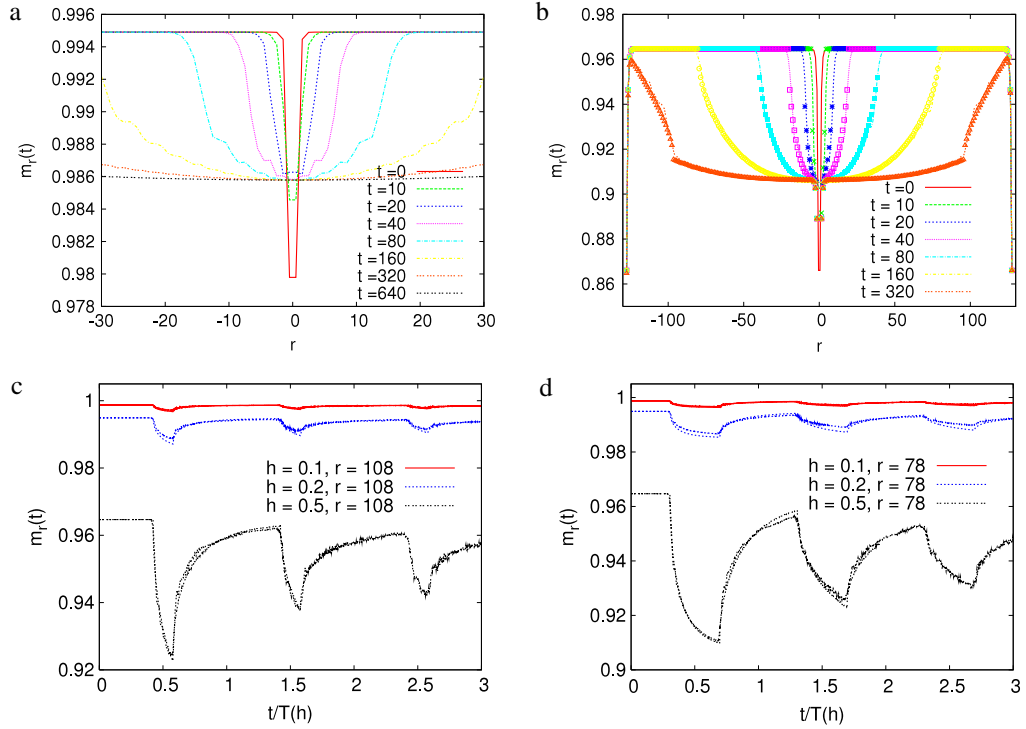 a
0.996
0.994
0.992
0.99
0.988
0.986
0.984
0.982
0.98
0.978
m_r(t)
-30
-20
-10
0
10
20
30
r
t=0
t=10
t =20
t =40
t =80
t=160
t=320
t=640
b
0.98
0.96
0.94
0.92
0.9
0.88
0.86
m_r(t)
-100
-50
0
50
100
r
t=0
t = 10
t = 20
t = 40
t = 80
t = 160
t = 320
c
1
0.98
0.96
0.94
0.92
m_r(t)
0
0.5
1
1.5
2
2.5
3
t/T(h)
h = 0.1, r = 108
h = 0.2, r = 108
h = 0.5, r = 108
d
1
0.98
0.96
0.94
0.92
0.9
m_r(t)
0
0.5
1
1.5
2
2.5
3
t/T(h)
h = 0.1, r = 78
h = 0.2, r = 78
h = 0.5, r = 78